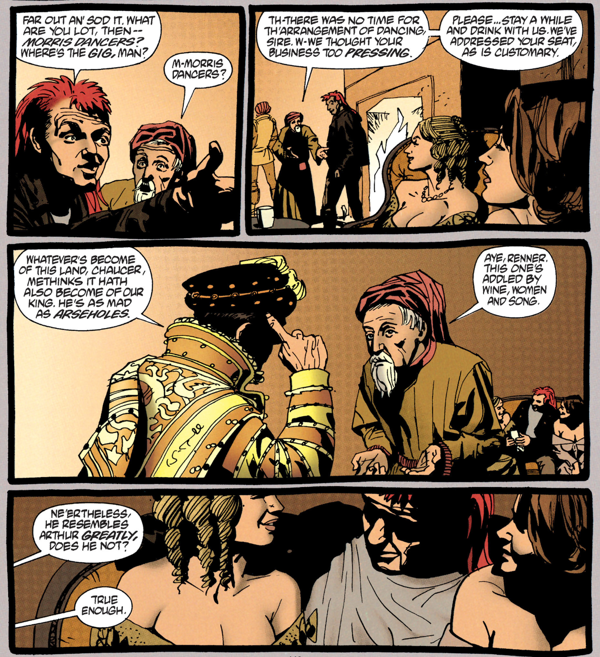 FAR OUT AN' SOD IT. WHAT
ARE YOU LOT, THEN--
MORRIS DANCERS?
WHERE'S THE GIG, MAN?
M-MORRIS
DANCERS?
TH-THERE WAS NO TIME FOR
TH'ARRANGEMENT OF DANCING,
SIRE. W-WE THOUGHT YOUR
BUSINESS TOO PRESSING.
PLEASE...STAY A WHILE
AND DRINK WITH US. WE'VE
ADDRESSED YOUR SEAT,
AS IS CUSTOMARY.
WHATEVER'S BECOME
OF THIS LAND, CHAUCER,
METHINKS IT HATH
ALSO BECOME OF OUR
KING. HE'S AS MAD
AS ARSEHOLES.
AYE, RENNER.
THIS ONE'S
ADDLED BY
WINE, WOMEN
AND SONG.
NE'ERTHELESS,
HE RESEMBLES
ARTHUR GREATLY,
DOES HE NOT?
TRUE
ENOUGH.